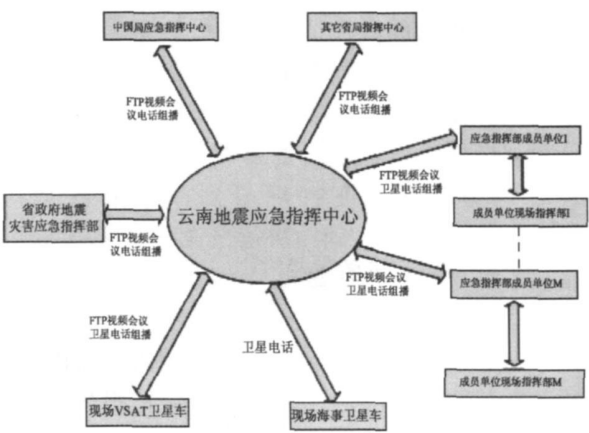 中国局应急指挥中心
其它省局指挥中心
FTP视频会
议电话组播
FTP视频会
议电话组播
应急指挥部成员单位I
FTP视频会议
卫星电话组播
省政府地震
灾害应急指挥部
云南地震应急指挥中心
成员单位现场指挥部I
FTP视频会
议电话组播
FTP视频会议
卫星电话组播
应急指挥部成员单位M
FTP视频会议
卫星电话组播
卫星电话
成员单位现场指挥部M
现场VSAT卫星车
现场海事卫星车